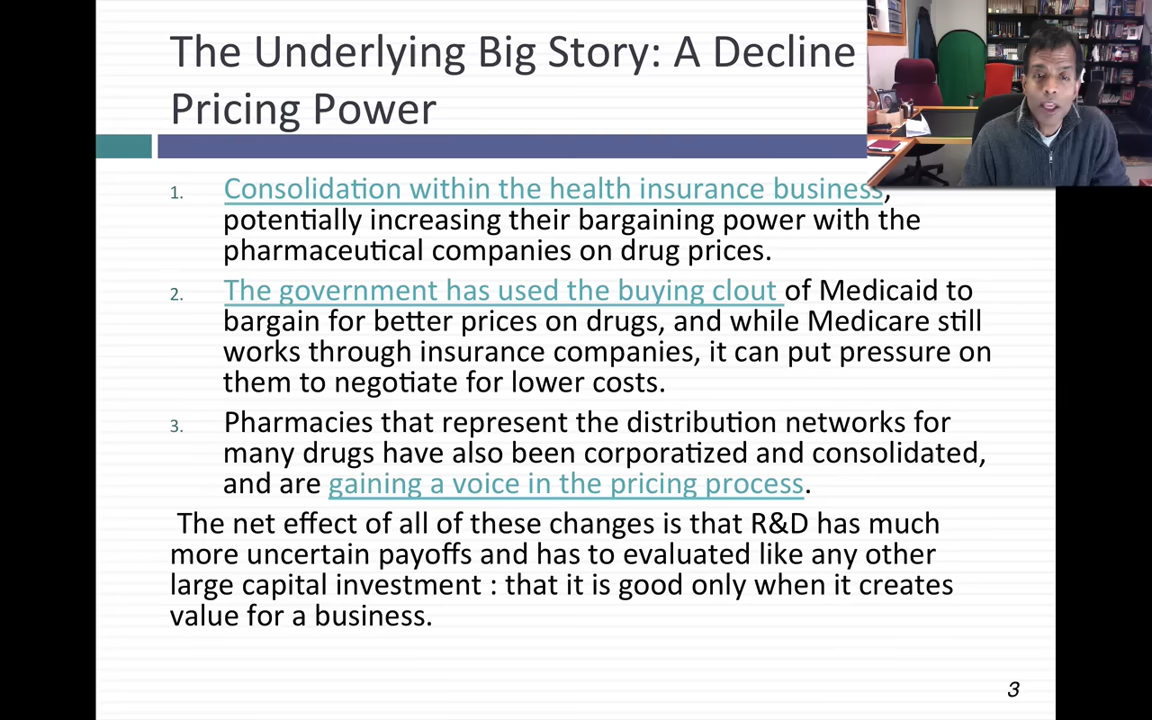 The Underlying Big Story: A Decline
Pricing Power
1. Consolidation within the health insurance business,
potentially increasing their bargaining power with the
pharmaceutical companies on drug prices.
2. The government has used the buying clout of Medicaid to
bargain for better prices on drugs, and while Medicare still
works through insurance companies, it can put pressure on
them to negotiate for lower costs.
3. Pharmacies that represent the distribution networks for
many drugs have also been corporatized and consolidated,
and are gaining a voice in the pricing process.
The net effect of all of these changes is that R&D has much
more uncertain payoffs and has to evaluated like any other
large capital investment : that it is good only when it creates
value for a business.
3